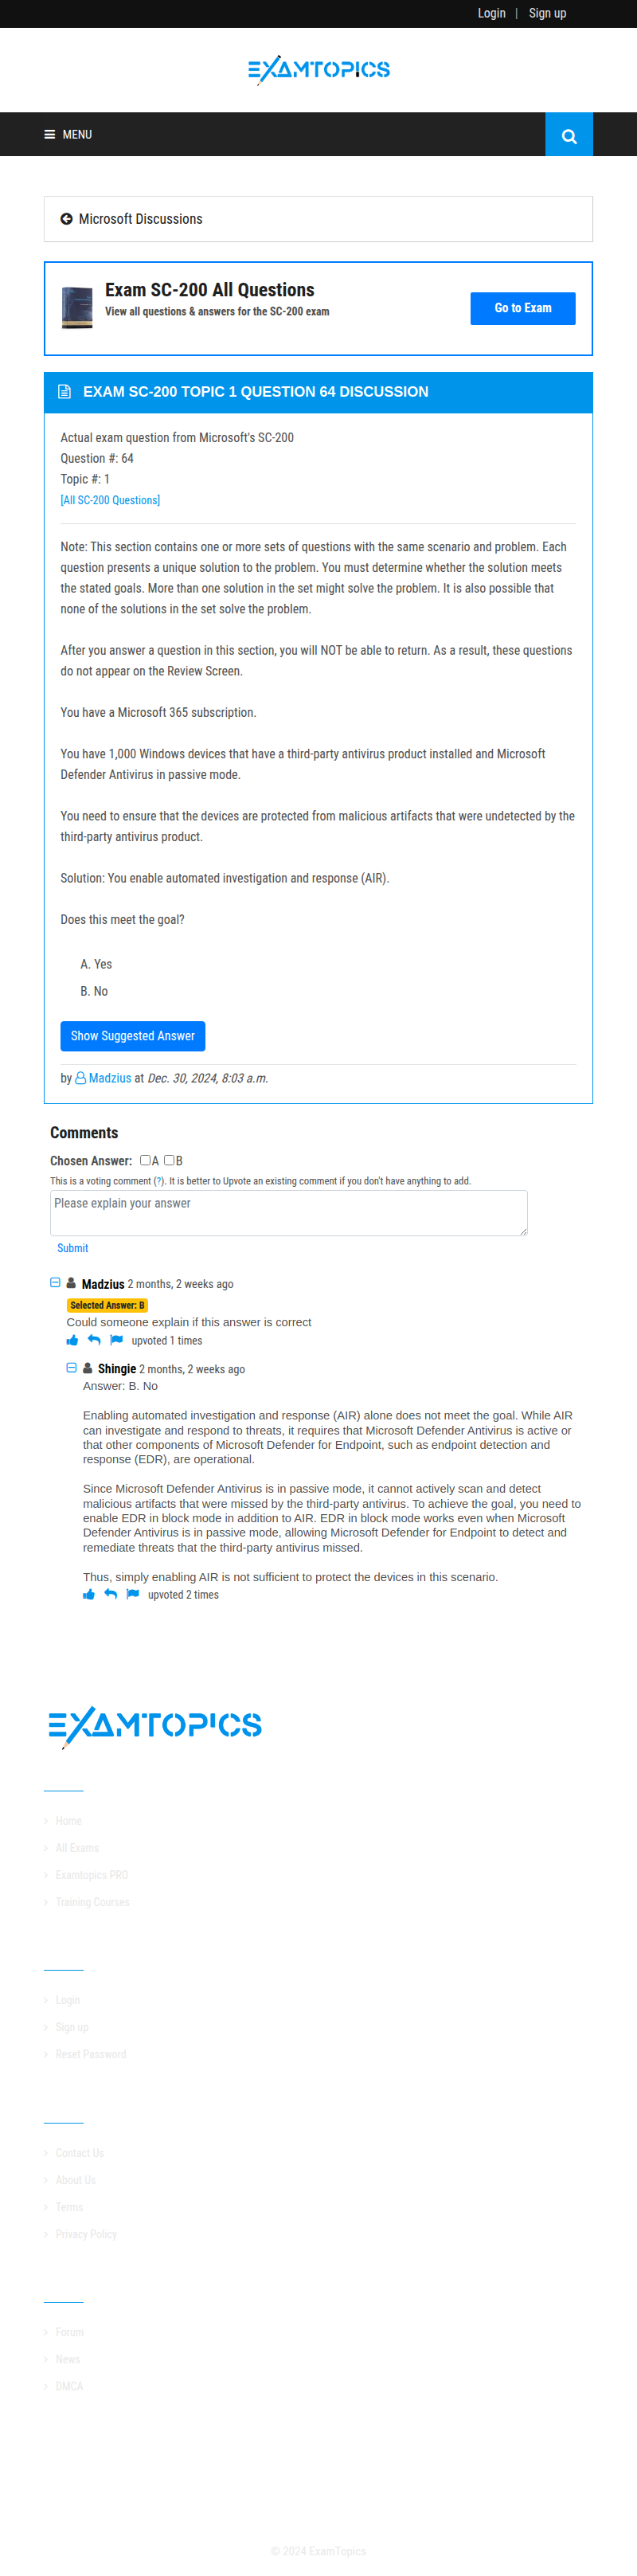 Login | Sign up
EXAMTOPICS
MENU
Microsoft Discussions
Exam SC-200 All Questions
View all questions & answers for the SC-200 exam
Go to Exam
EXAM SC-200 TOPIC 1 QUESTION 64 DISCUSSION
Actual exam question from Microsoft's SC-200
Question #: 64
Topic #: 1
[All SC-200 Questions]
Note: This section contains one or more sets of questions with the same scenario and problem. Each
question presents a unique solution to the problem. You must determine whether the solution meets
the stated goals. More than one solution in the set might solve the problem. It is also possible that
none of the solutions in the set solve the problem.
After you answer a question in this section, you will NOT be able to return. As a result, these questions
do not appear on the Review Screen.
You have a Microsoft 365 subscription.
You have 1,000 Windows devices that have a third-party antivirus product installed and Microsoft
Defender Antivirus in passive mode.
You need to ensure that the devices are protected from malicious artifacts that were undetected by the
third-party antivirus product.
Solution: You enable automated investigation and response (AIR).
Does this meet the goal?
A. Yes
B. No
Show Suggested Answer
by Madzius at Dec. 30, 2024, 8:03 a.m.
Comments
Chosen Answer: A B
This is a voting comment (?). It is better to Upvote an existing comment if you don't have anything to add.
Please explain your answer
Submit
Madzius 2 months, 2 weeks ago
Selected Answer: B
Could someone explain if this answer is correct
upvoted 1 times
Shingie 2 months, 2 weeks ago
Answer: B. No
Enabling automated investigation and response (AIR) alone does not meet the goal. While AIR
can investigate and respond to threats, it requires that Microsoft Defender Antivirus is active or
that other components of Microsoft Defender for Endpoint, such as endpoint detection and
response (EDR), are operational.
Since Microsoft Defender Antivirus is in passive mode, it cannot actively scan and detect
malicious artifacts that were missed by the third-party antivirus. To achieve the goal, you need to
enable EDR in block mode in addition to AIR. EDR in block mode works even when Microsoft
Defender Antivirus is in passive mode, allowing Microsoft Defender for Endpoint to detect and
remediate threats that the third-party antivirus missed.
Thus, simply enabling AIR is not sufficient to protect the devices in this scenario.
upvoted 2 times
EXAMTOPICS
Home
All Exams
Examtopics PRO
Training Courses
Login
Sign up
Reset Password
Contact Us
About Us
Terms
Privacy Policy
Forum
News
DMCA
© 2024 ExamTopics